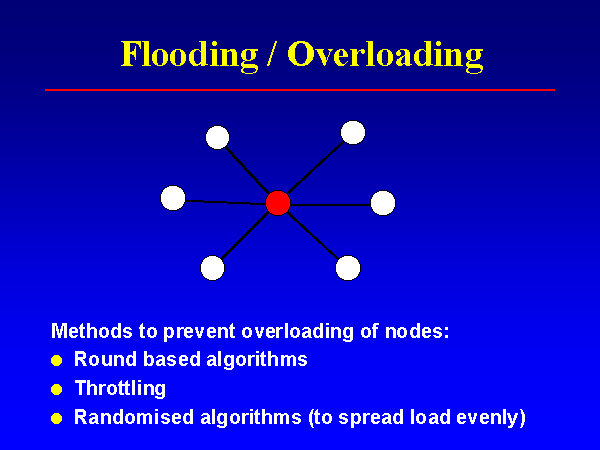 Flooding / Overloading
Methods to prevent overloading of nodes:
Round based algorithms
Throttling
Randomised algorithms (to spread load evenly)